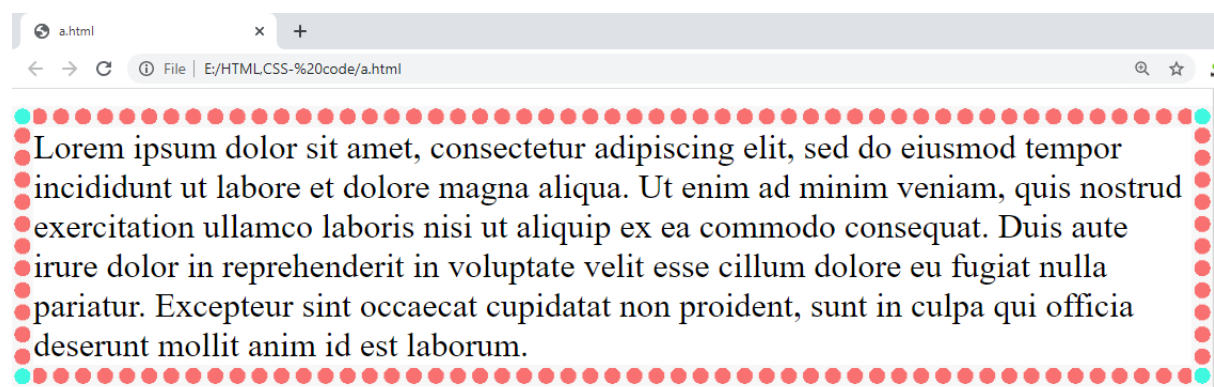 a.html
File | E:/HTML,CSS-%20code/a.html
Lorem ipsum dolor sit amet, consectetur adipiscing elit, sed do eiusmod tempor
incididunt ut labore et dolore magna aliqua. Ut enim ad minim veniam, quis nostrud
exercitation ullamco laboris nisi ut aliquip ex ea commodo consequat. Duis aute
irure dolor in reprehenderit in voluptate velit esse cillum dolore eu fugiat nulla
pariatur. Excepteur sint occaecat cupidatat non proident, sunt in culpa qui officia
deserunt mollit anim id est laborum.